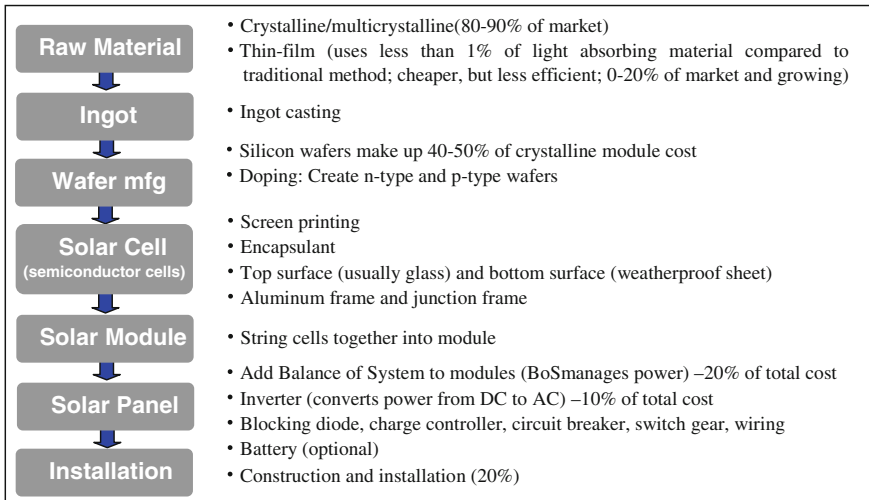 Raw Material
• Crystalline/multicrystalline(80-90% of market)
• Thin-film (uses less than 1% of light absorbing material compared to
traditional method; cheaper, but less efficient; 0-20% of market and growing)
Ingot
• Ingot casting
Wafer mfg
• Silicon wafers make up 40-50% of crystalline module cost
• Doping: Create n-type and p-type wafers
Solar Cell
(semiconductor cells)
• Screen printing
• Encapsulant
• Top surface (usually glass) and bottom surface (weatherproof sheet)
• Aluminum frame and junction frame
Solar Module
• String cells together into module
Solar Panel
• Add Balance of System to modules (BoSmanages power) –20% of total cost
• Inverter (converts power from DC to AC) –10% of total cost
• Blocking diode, charge controller, circuit breaker, switch gear, wiring
• Battery (optional)
Installation
• Construction and installation (20%)